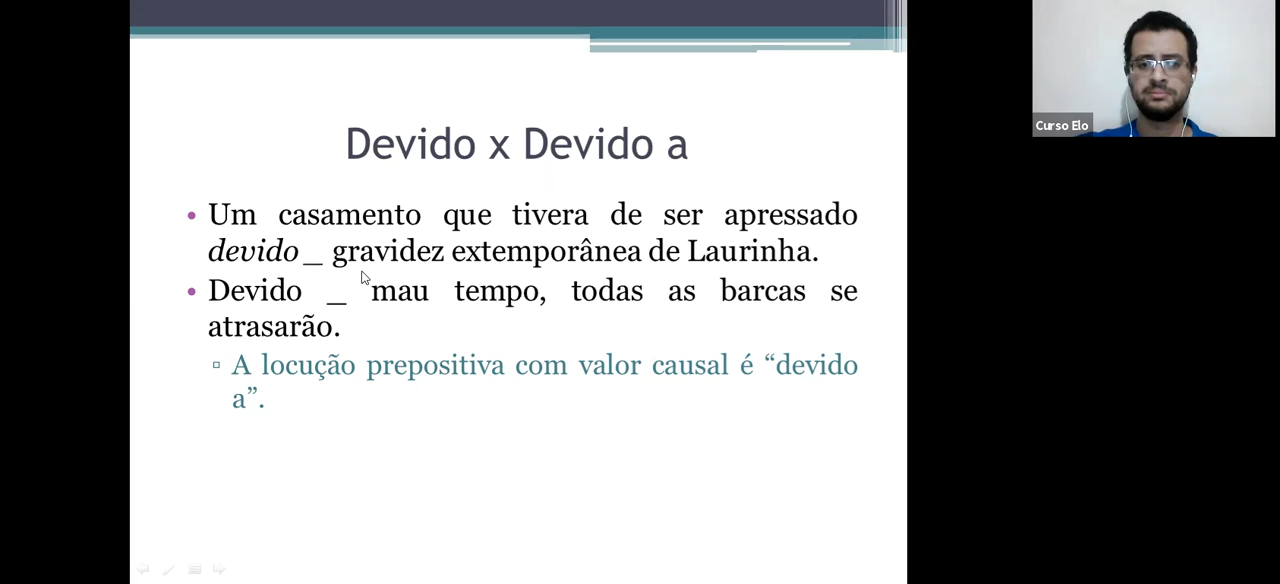 Devido x Devido a
• Um casamento que tivera de ser apressado
devido _ gravidez extemporânea de Laurinha.
• Devido _ mau tempo, todas as barcas se
atrasarão.
▫ A locução prepositiva com valor causal é “devido
a”.
Curso Elo